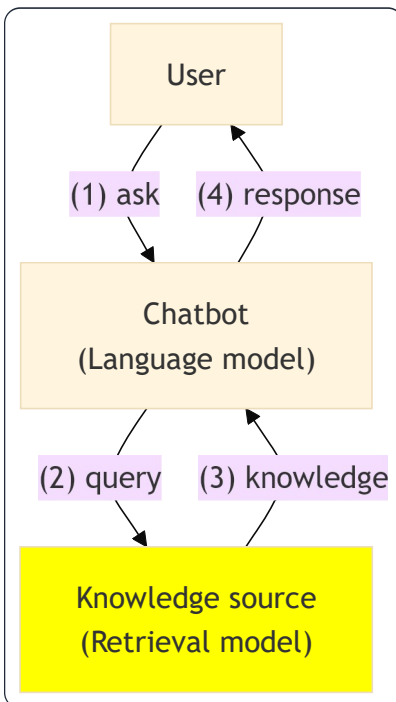 User
(1) ask
(4) response
Chatbot
(Language model)
(2) query
(3) knowledge
Knowledge source
(Retrieval model)